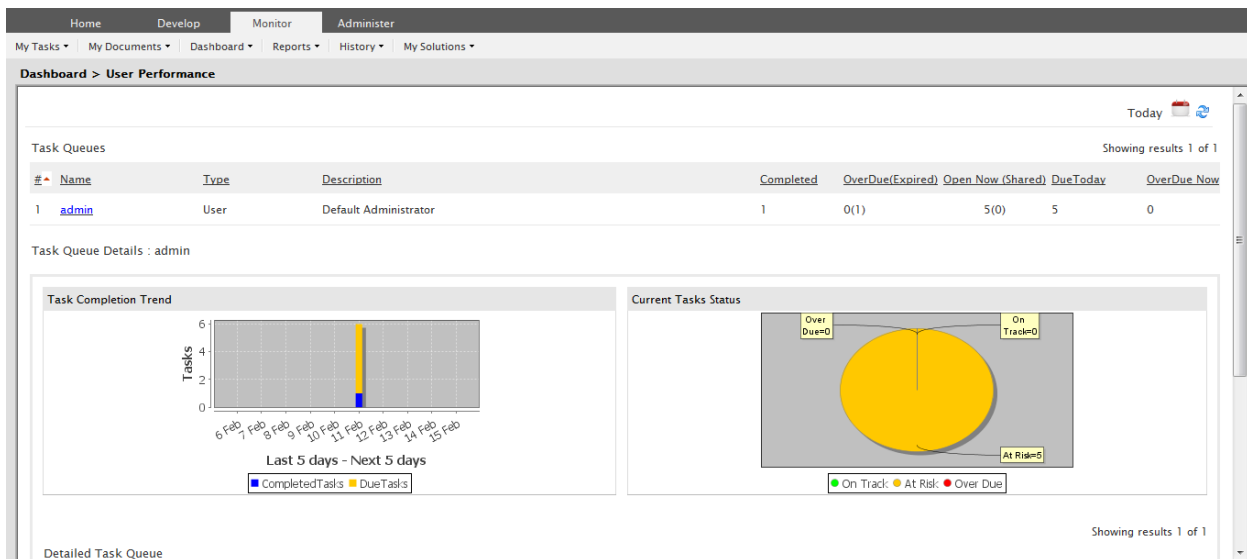 Home Develop Monitor Administer
My Tasks My Documents Dashboard Reports History My Solutions
Dashboard > User Performance
Today
Task Queues Showing results 1 of 1
# Name Type Description Completed OverDue(Expired) Open Now (Shared) DueToday OverDue Now
1 admin User Default Administrator 1 0(1) 5(0) 5 0
Task Queue Details : admin
Task Completion Trend
6
4
2
0
Tasks
6 Feb 7 Feb 8 Feb 9 Feb 10 Feb 11 Feb 12 Feb 13 Feb 14 Feb 15 Feb
Last 5 days - Next 5 days
CompletedTasks DueTasks
Current Tasks Status
Over
Due=0
On
Track=0
At Risk=5
On Track At Risk Over Due
Showing results 1 of 1
Detailed Task Queue